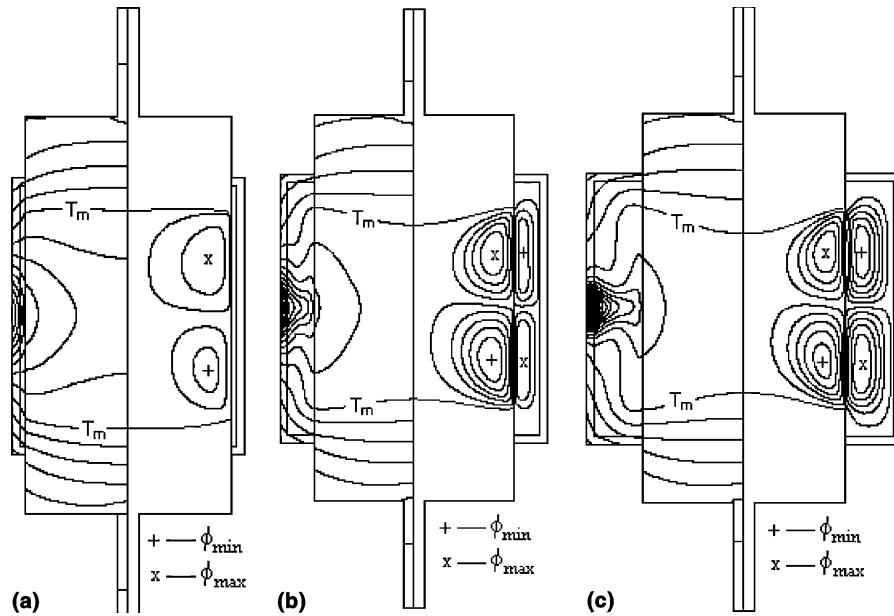 T_m
T_m
+ — ϕ_min
x — ϕ_max
(a)
x
+
T_m
T_m
+ — ϕ_min
x — ϕ_max
(b)
x
+
+
x
T_m
T_m
+ — ϕ_min
x — ϕ_max
(c)
x
+
+
x